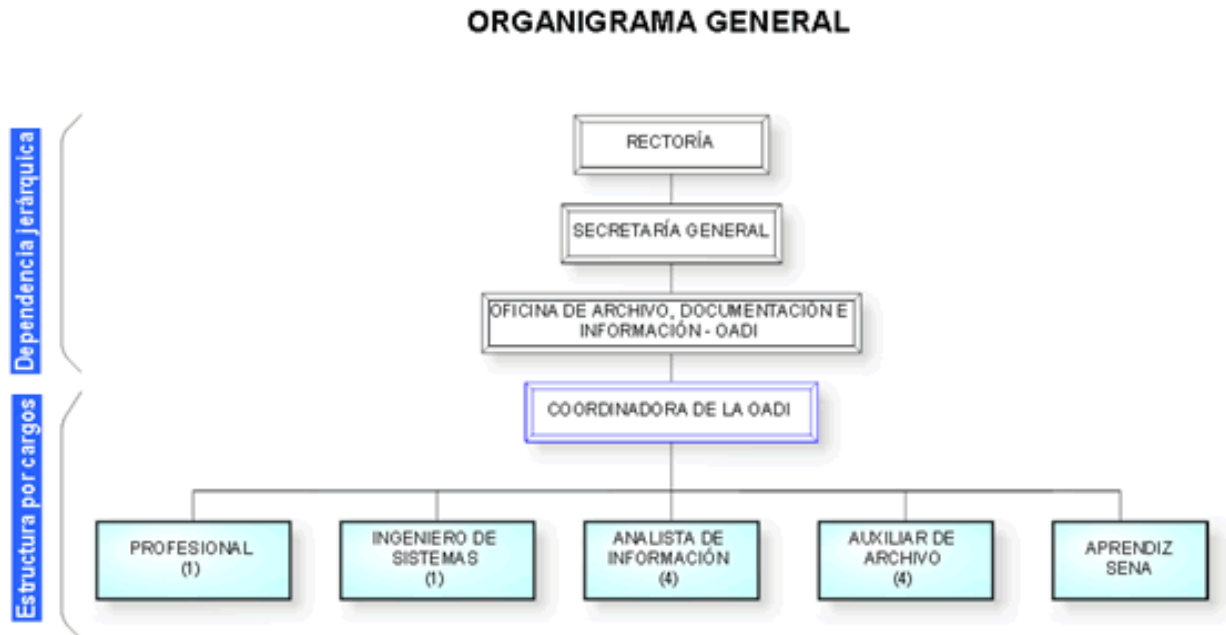 ORGANIGRAMA GENERAL
Dependencia jerárquica
RECTORÍA
SECRETARÍA GENERAL
OFICINA DE ARCHIVO, DOCUMENTACIÓN E
INFORMACIÓN - OADI
Estructura por cargos
COORDINADORA DE LA OADI
PROFESIONAL
(1)
INGENIERO DE
SISTEMAS
(1)
ANALISTA DE
INFORMACIÓN
(4)
AUXILIAR DE
ARCHIVO
(4)
APRENDIZ
SENA